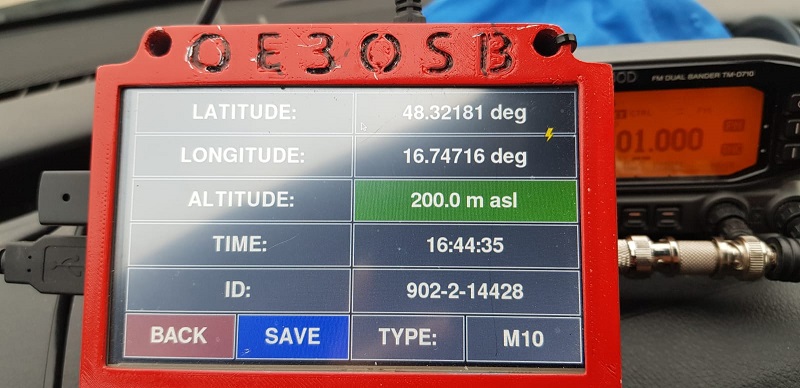 OE3OSB
LATITUDE: 48.32181 deg
LONGITUDE: 16.74716 deg
ALTITUDE: 200.0 m asl
TIME: 16:44:35
ID: 902-2-14428
BACK SAVE TYPE: M10
FM DUAL BANDER TM-D710
01.000